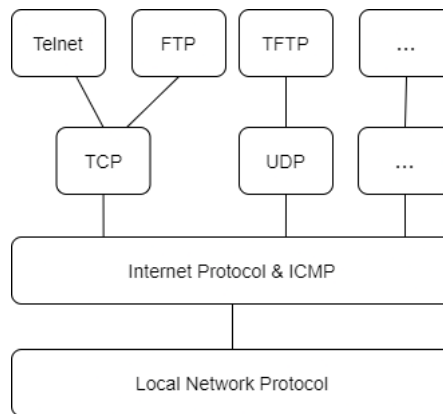 Telnet
FTP
TFTP
...
TCP
UDP
...
Internet Protocol & ICMP
Local Network Protocol